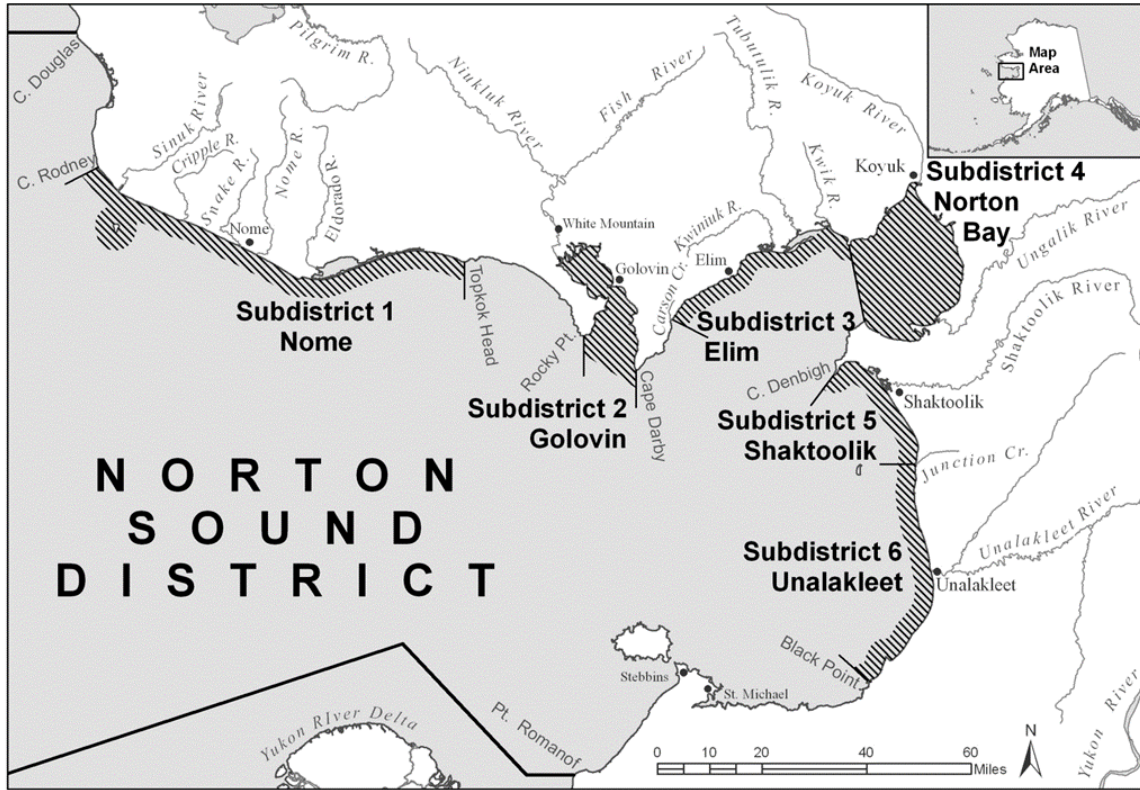 C. Douglas
Pilgrim R.
Sinuk River
Cripple R.
Snake R.
Nome R.
Eldorado R.
Niukluk River
Fish River
Tubutulik R.
Koyuk River
Kwik R.
Koyuk
Map
Area
Subdistrict 4
Norton
Bay
Ungalik River
Shaktoolik River
C. Rodney
Nome
White Mountain
Golovin
Kwiniuk R.
Elim
Carson Cr.
Topkok Head
Subdistrict 1
Nome
Rocky Pt.
Cape Darby
Subdistrict 2
Golovin
Subdistrict 3
Elim
C. Denbigh
Shaktoolik
Subdistrict 5
Shaktoolik
Junction Cr.
Unalakleet River
NORTON
SOUND
DISTRICT
Subdistrict 6
Unalakleet
Unalakleet
Black Point
Stebbins
St. Michael
Pt. Romanof
Yukon RIver Delta
Yukon River
N
0 10 20 40 60
Miles